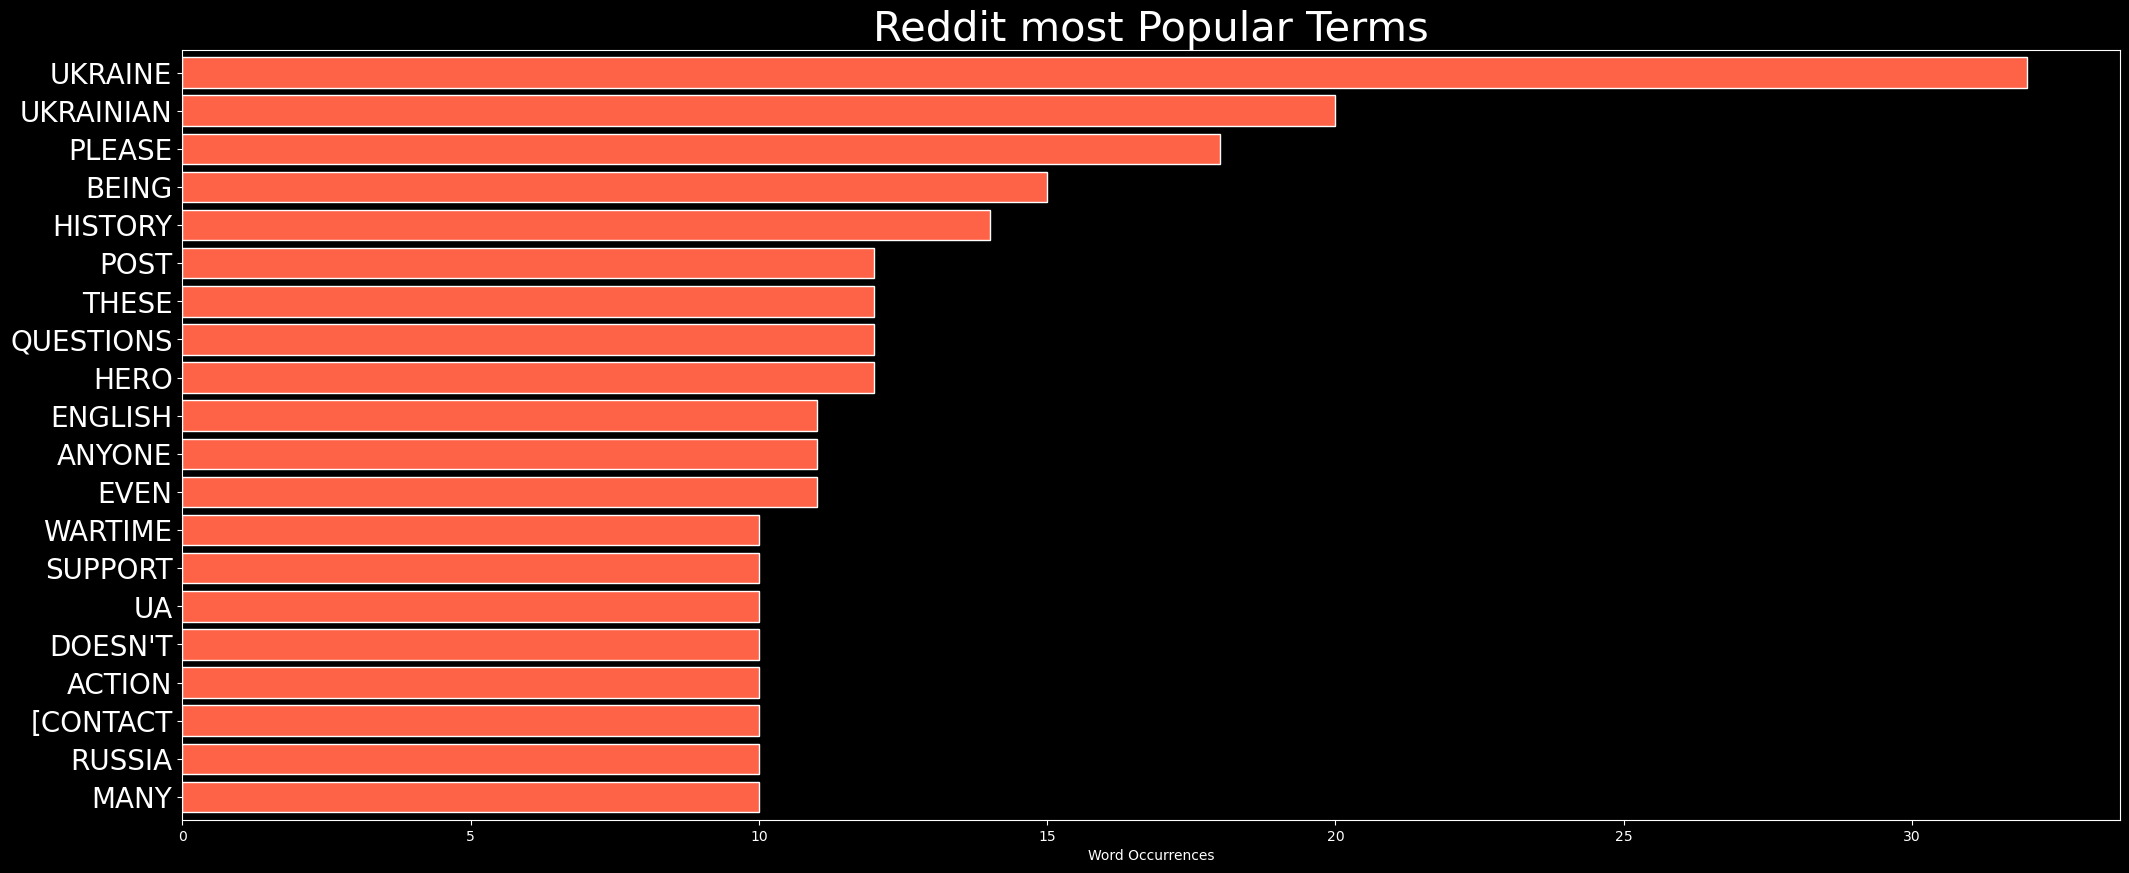 Reddit most Popular Terms
UKRAINE
UKRAINIAN
PLEASE
BEING
HISTORY
POST
THESE
QUESTIONS
HERO
ENGLISH
ANYONE
EVEN
WARTIME
SUPPORT
UA
DOESN'T
ACTION
[CONTACT
RUSSIA
MANY
0 5 10 15 20 25 30
Word Occurrences